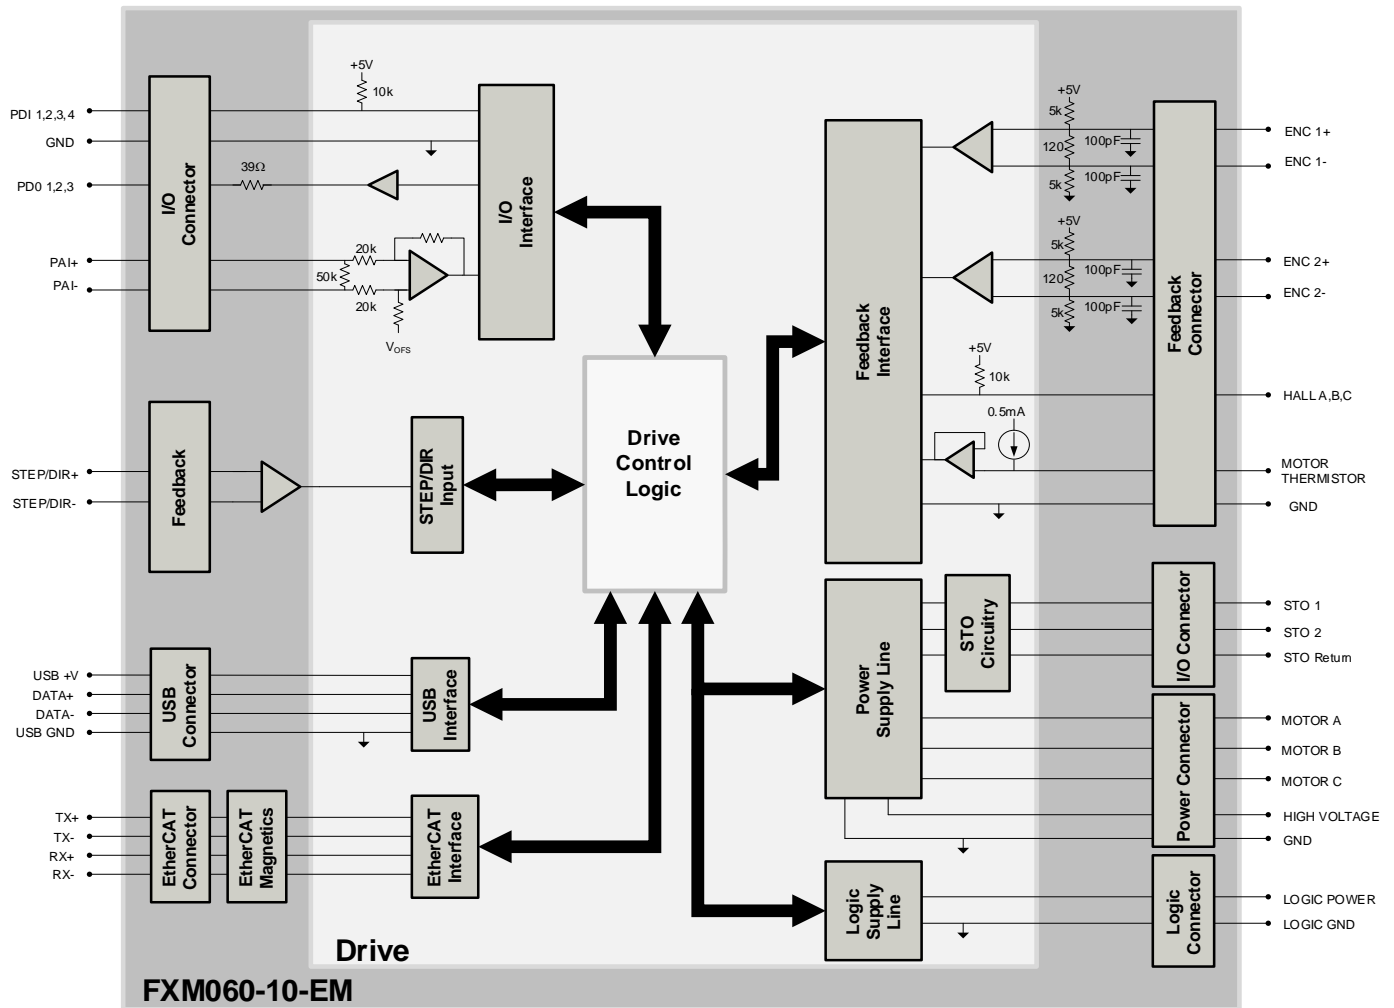 PDI 1,2,3,4
GND
PD0 1,2,3
PAI+
PAI-
I/O
Connector
+5V
10k
39Ω
20k
50k
20k
VOFS
I/O
Interface
STEP/DIR+
STEP/DIR-
Feedback
STEP/DIR
Input
USB +V
DATA+
DATA-
USB GND
USB
Connector
USB
Interface
TX+
TX-
RX+
RX-
EtherCAT
Connector
EtherCAT
Magnetics
EtherCAT
Interface
Drive
Control
Logic
Feedback
Interface
+5V
5k
120
5k
100pF
100pF
+5V
5k
120
5k
100pF
100pF
+5V
10k
0.5mA
Feedback
Connector
ENC 1+
ENC 1-
ENC 2+
ENC 2-
HALL A,B,C
MOTOR
THERMISTOR
GND
Power
Supply Line
STO
Circuitry
I/O Connector
STO 1
STO 2
STO Return
Power Connector
MOTOR A
MOTOR B
MOTOR C
HIGH VOLTAGE
GND
Logic
Supply
Line
Logic
Connector
LOGIC POWER
LOGIC GND
Drive
FXM060-10-EM